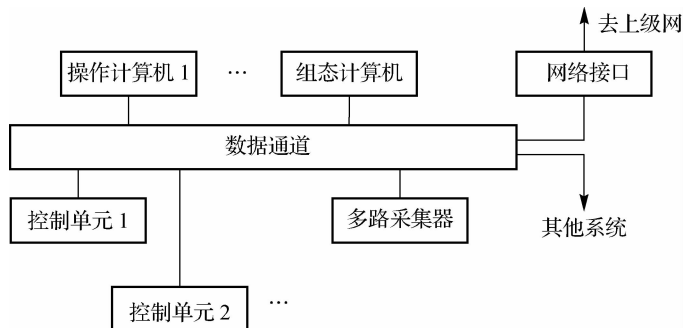 去上级网
操作计算机 1
…
组态计算机
网络接口
数据通道
控制单元 1
多路采集器
其他系统
控制单元 2
…